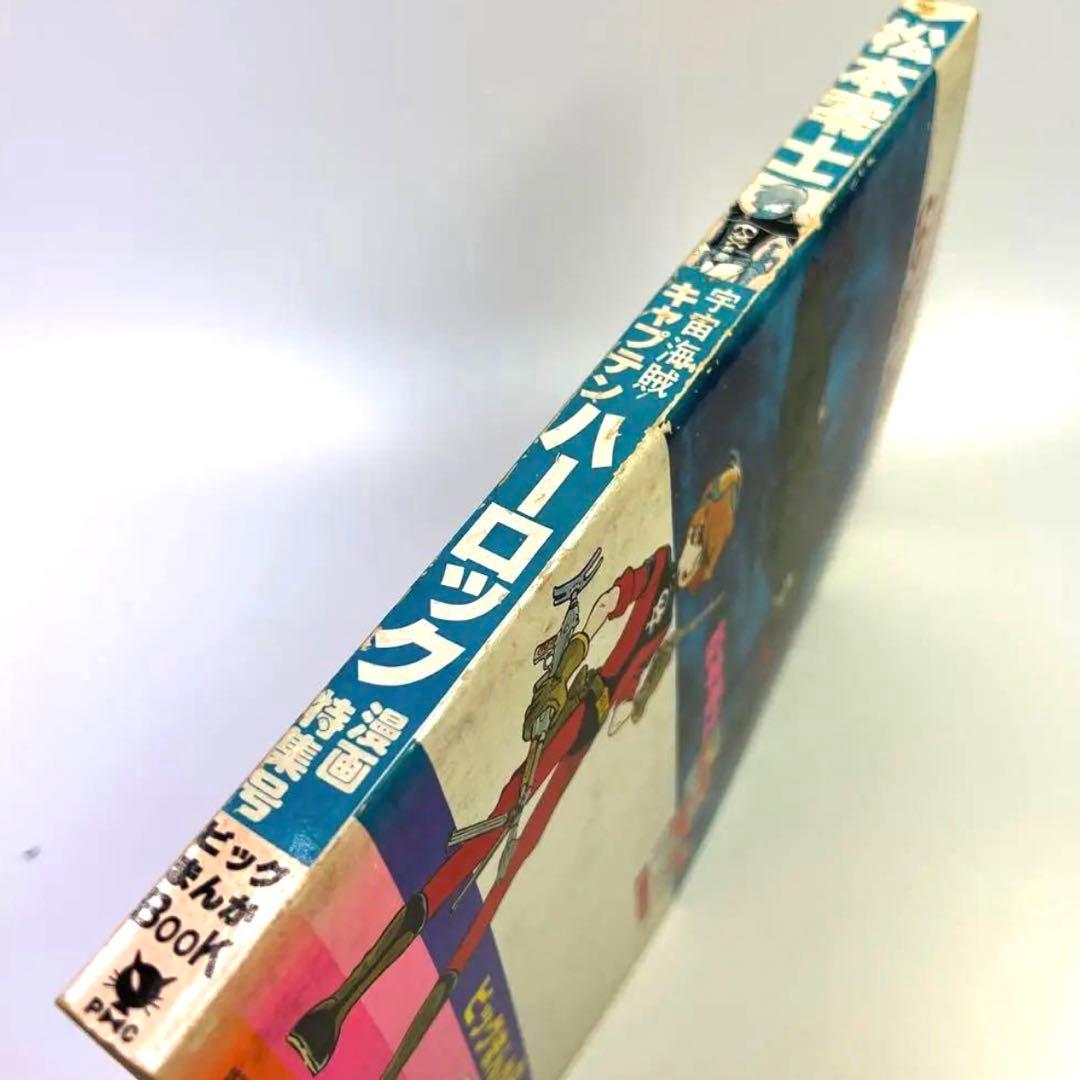 松本零士
宇宙海賊
キャプテン
ハーロック
漫画
特集号
ビッグ
まんが
BOOK
PMC